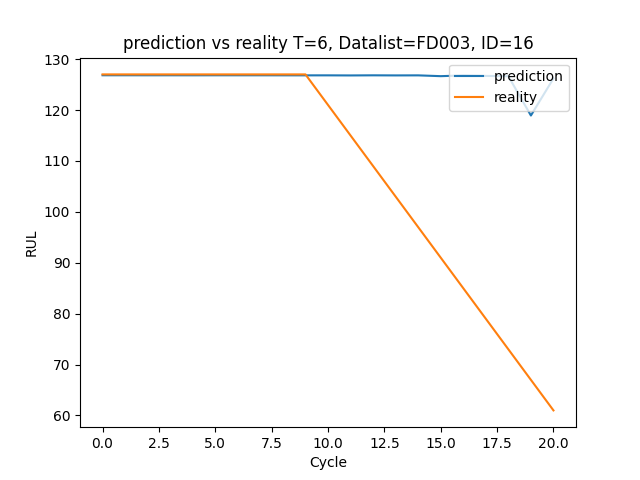 prediction vs reality T=6, Datalist=FD003, ID=16
130
120
110
100
90
80
70
60
RUL
prediction
reality
0.0 2.5 5.0 7.5 10.0 12.5 15.0 17.5 20.0
Cycle